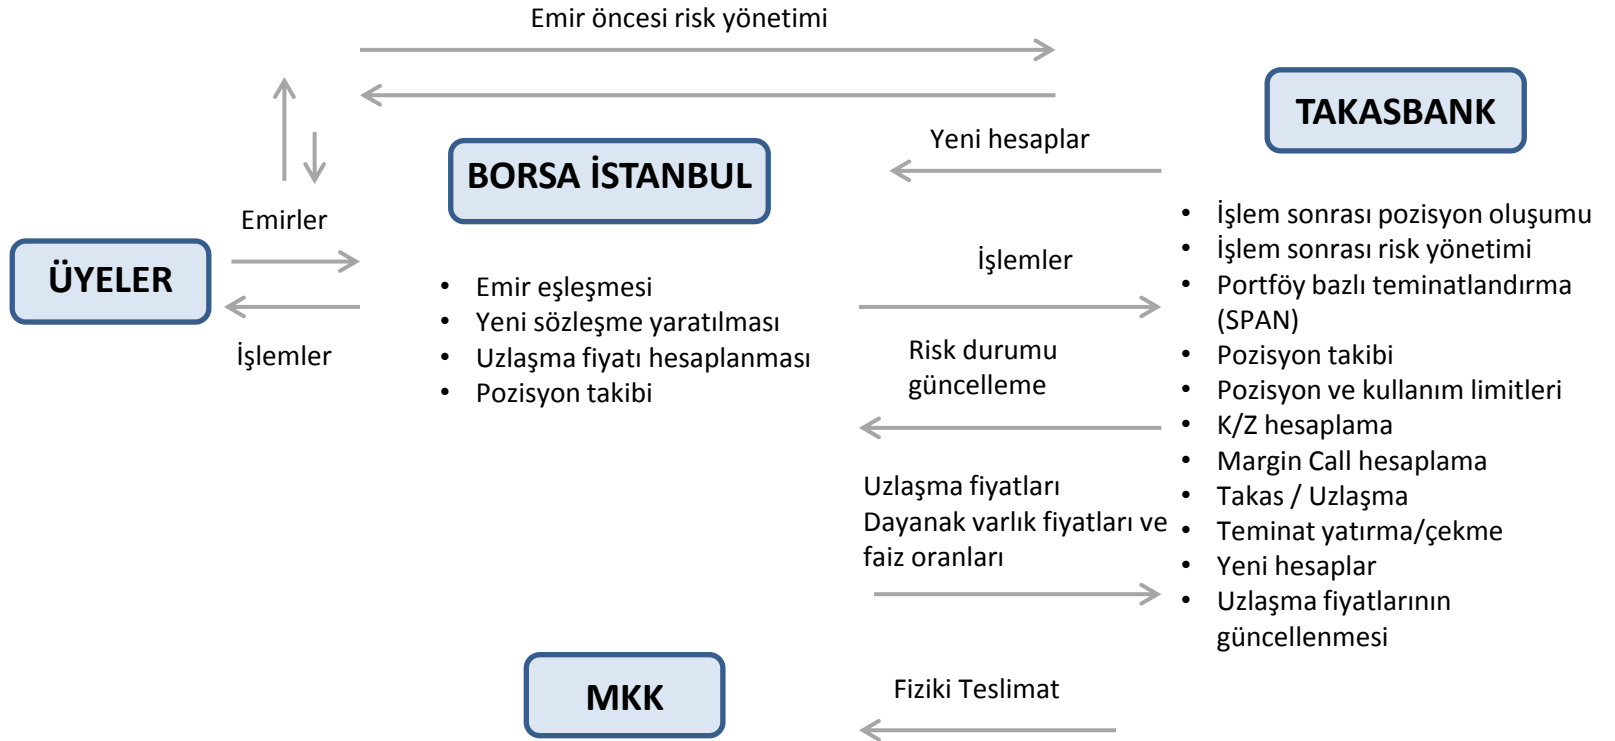 Emir öncesi risk yönetimi
TAKASBANK
Yeni hesaplar
BORSA İSTANBUL
Emirler
ÜYELER
İşlemler
• Emir eşleşmesi
• Yeni sözleşme yaratılması
• Uzlaşma fiyatı hesaplanması
• Pozisyon takibi
İşlemler
Risk durumu
güncelleme
Uzlaşma fiyatları
Dayanak varlık fiyatları ve
faiz oranları
• İşlem sonrası pozisyon oluşumu
• İşlem sonrası risk yönetimi
• Portföy bazlı teminatlandırma
(SPAN)
• Pozisyon takibi
• Pozisyon ve kullanım limitleri
• K/Z hesaplama
• Margin Call hesaplama
• Takas / Uzlaşma
• Teminat yatırma/çekme
• Yeni hesaplar
• Uzlaşma fiyatlarının
güncellenmesi
MKK
Fiziki Teslimat